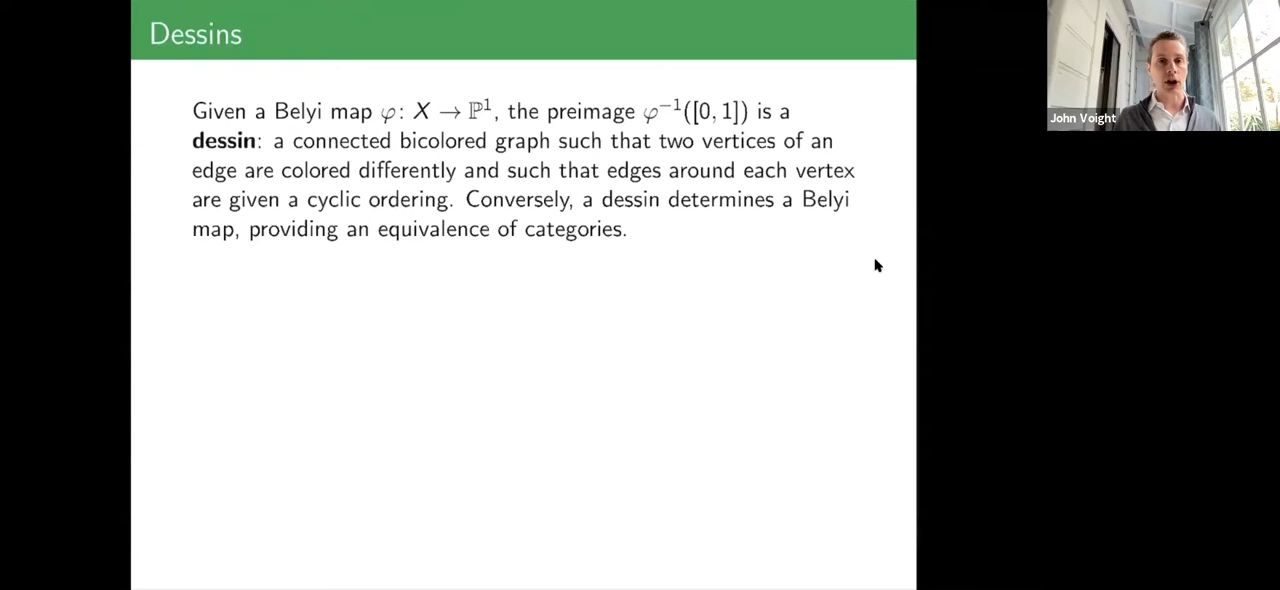 Dessins
Given a Belyi map φ: X → ℙ¹, the preimage φ⁻¹([0, 1]) is a
dessin: a connected bicolored graph such that two vertices of an
edge are colored differently and such that edges around each vertex
are given a cyclic ordering. Conversely, a dessin determines a Belyi
map, providing an equivalence of categories.
John Voight